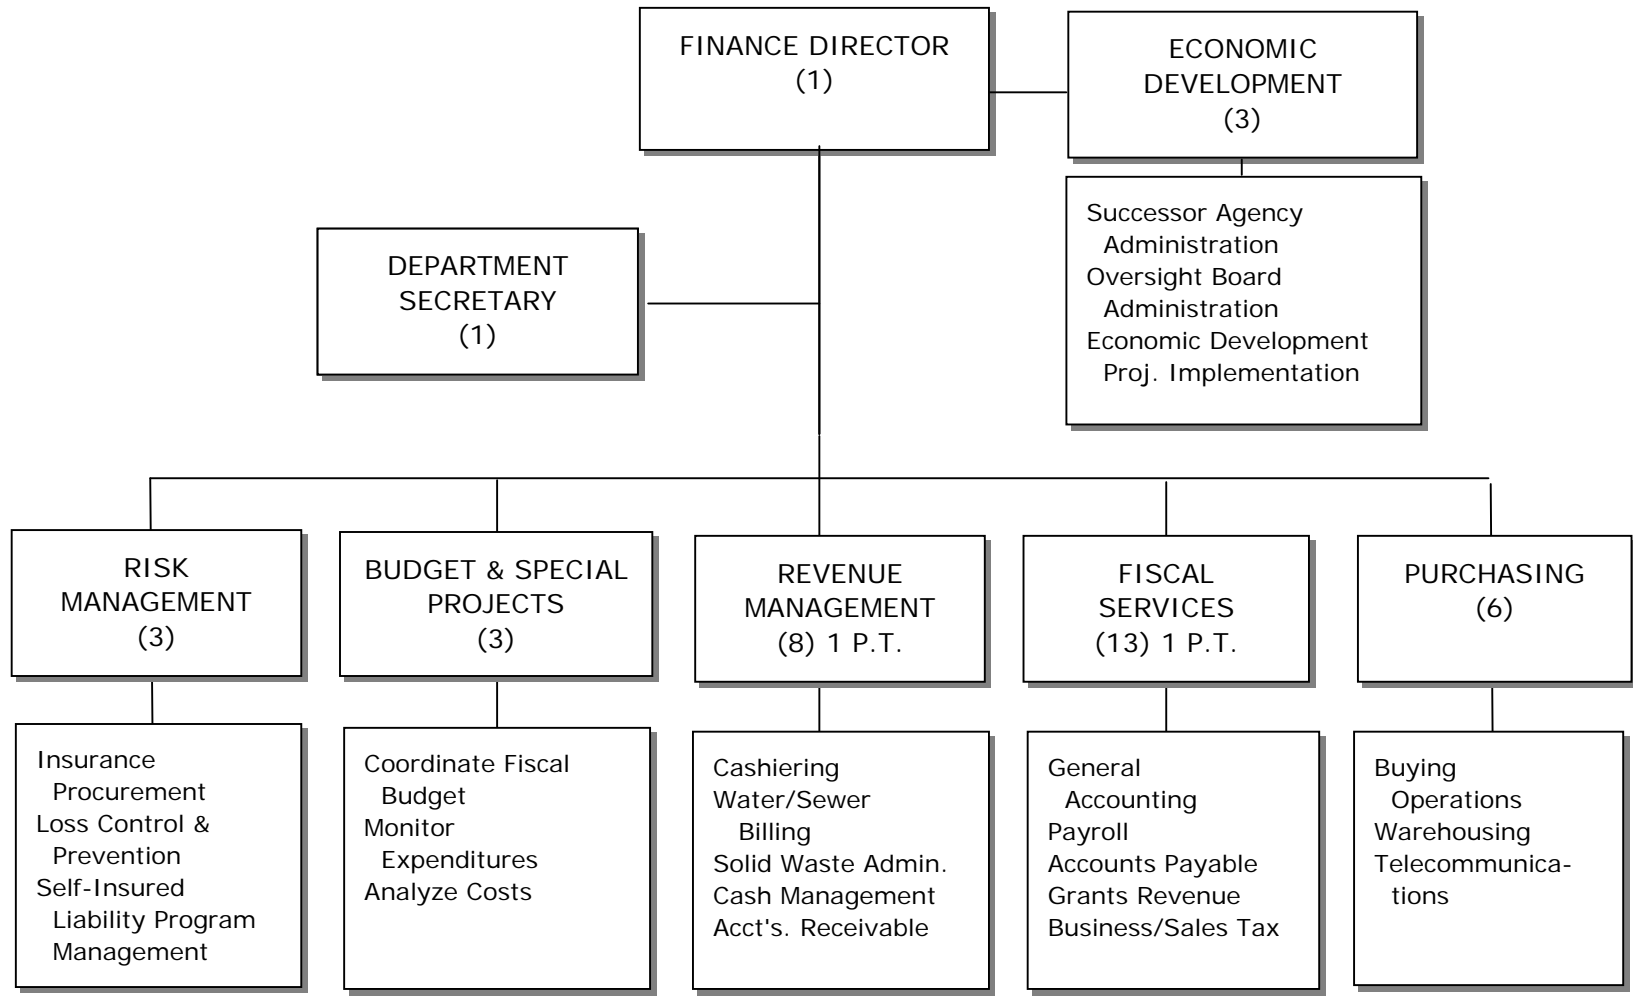 FINANCE DIRECTOR
(1)
ECONOMIC
DEVELOPMENT
(3)
Successor Agency
Administration
Oversight Board
Administration
Economic Development
Proj. Implementation
DEPARTMENT
SECRETARY
(1)
RISK
MANAGEMENT
(3)
Insurance
Procurement
Loss Control &
Prevention
Self-Insured
Liability Program
Management
BUDGET & SPECIAL
PROJECTS
(3)
Coordinate Fiscal
Budget
Monitor
Expenditures
Analyze Costs
REVENUE
MANAGEMENT
(8) 1 P.T.
Cashiering
Water/Sewer
Billing
Solid Waste Admin.
Cash Management
Acct's. Receivable
FISCAL
SERVICES
(13) 1 P.T.
General
Accounting
Payroll
Accounts Payable
Grants Revenue
Business/Sales Tax
PURCHASING
(6)
Buying
Operations
Warehousing
Telecommunica-
tions